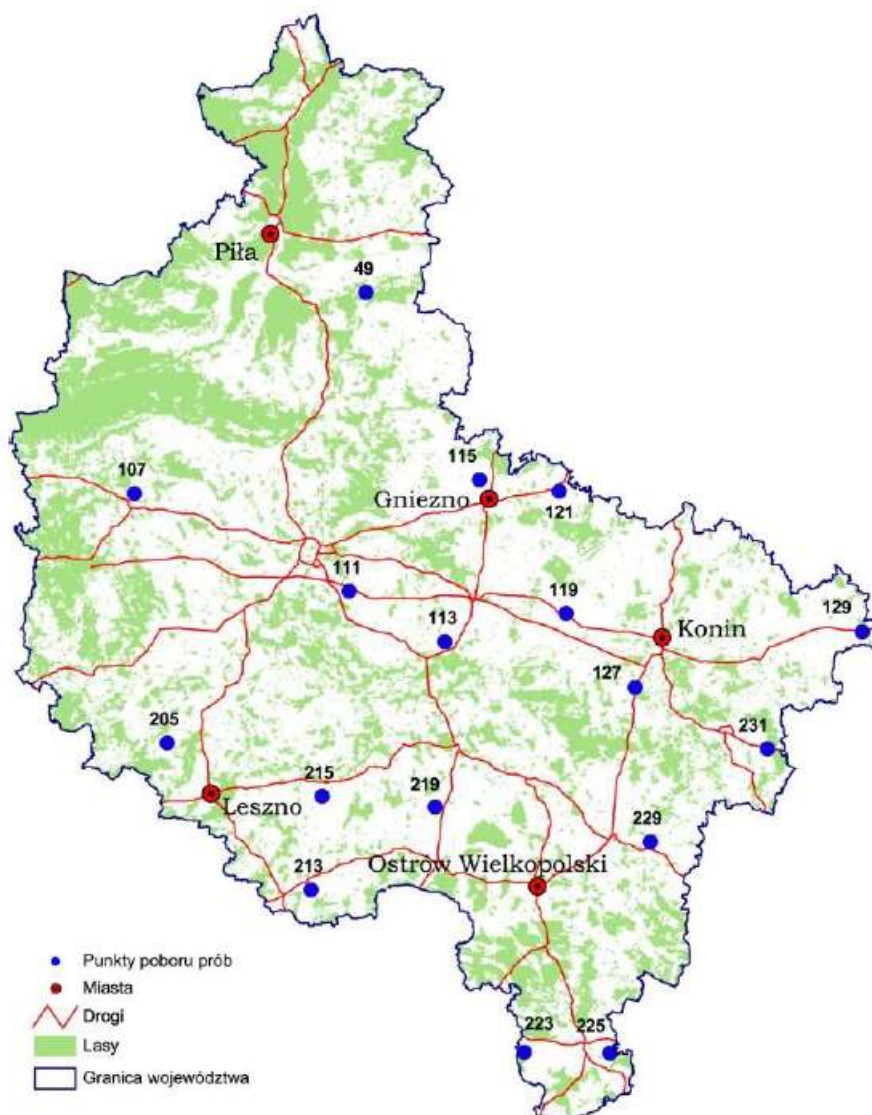 Piła
49
115
107
Gniezno
121
111
119
113
129
Konin
127
205
231
215
219
Leszno
229
213
Ostrów Wielkopolski
Punkty poboru prób
Miasta
Drogi
223
225
Lasy
Granica województwa